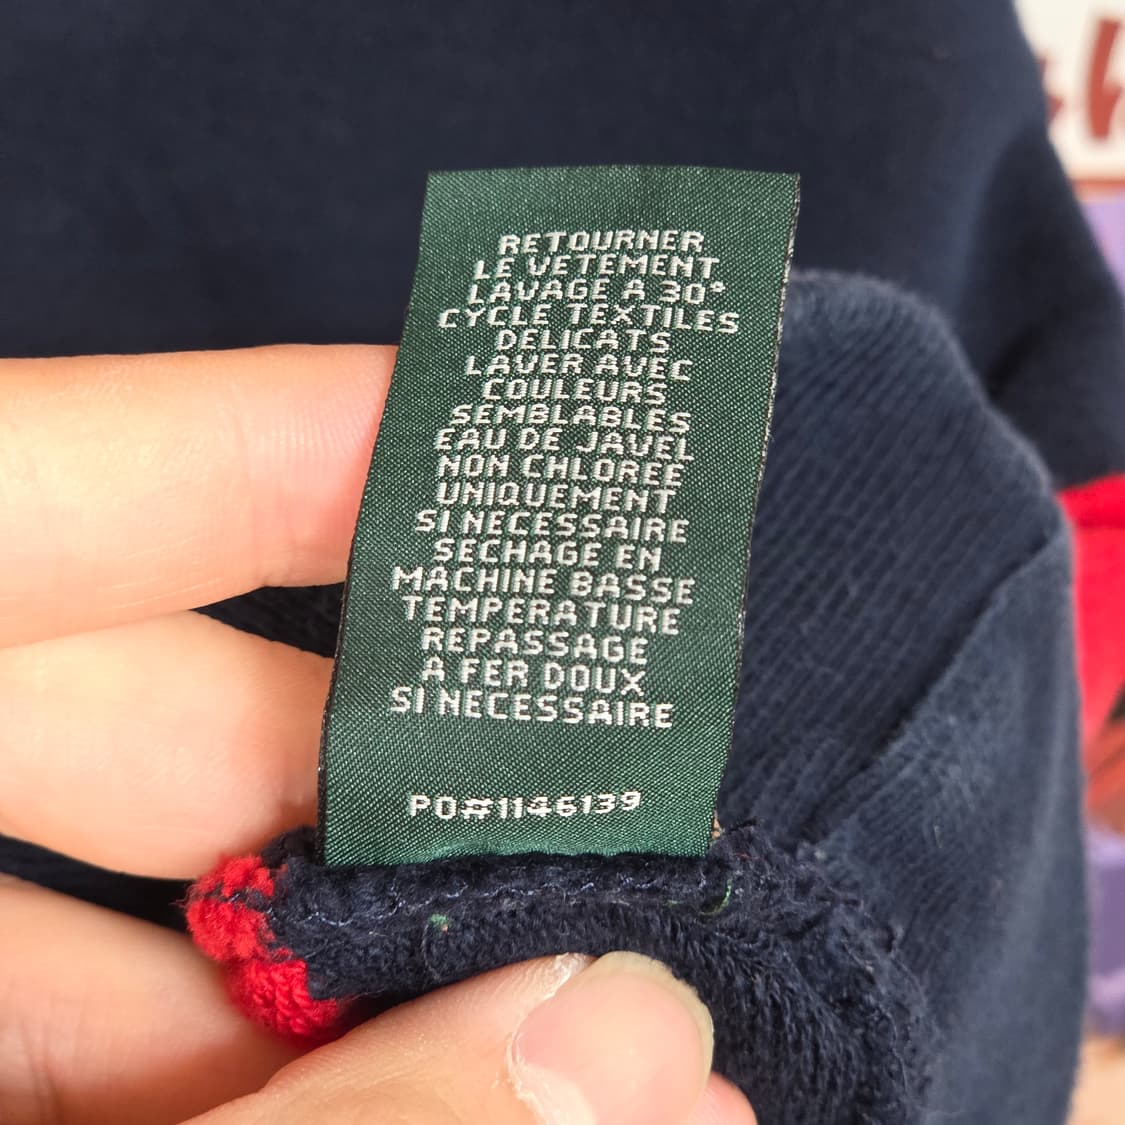 RETOURNER
LE VETEMENT
LAVAGE A 30°
CYCLE TEXTILES
DELICATS
LAVER AVEC
COULEURS
SEMBLABLES
EAU DE JAVEL
NON CHLOREE
UNIQUEMENT
SI NECESSAIRE
SECHAGE EN
MACHINE BASSE
TEMPERATURE
REPASSAGE
A FER DOUX
SI NECESSAIRE
PO#1146139